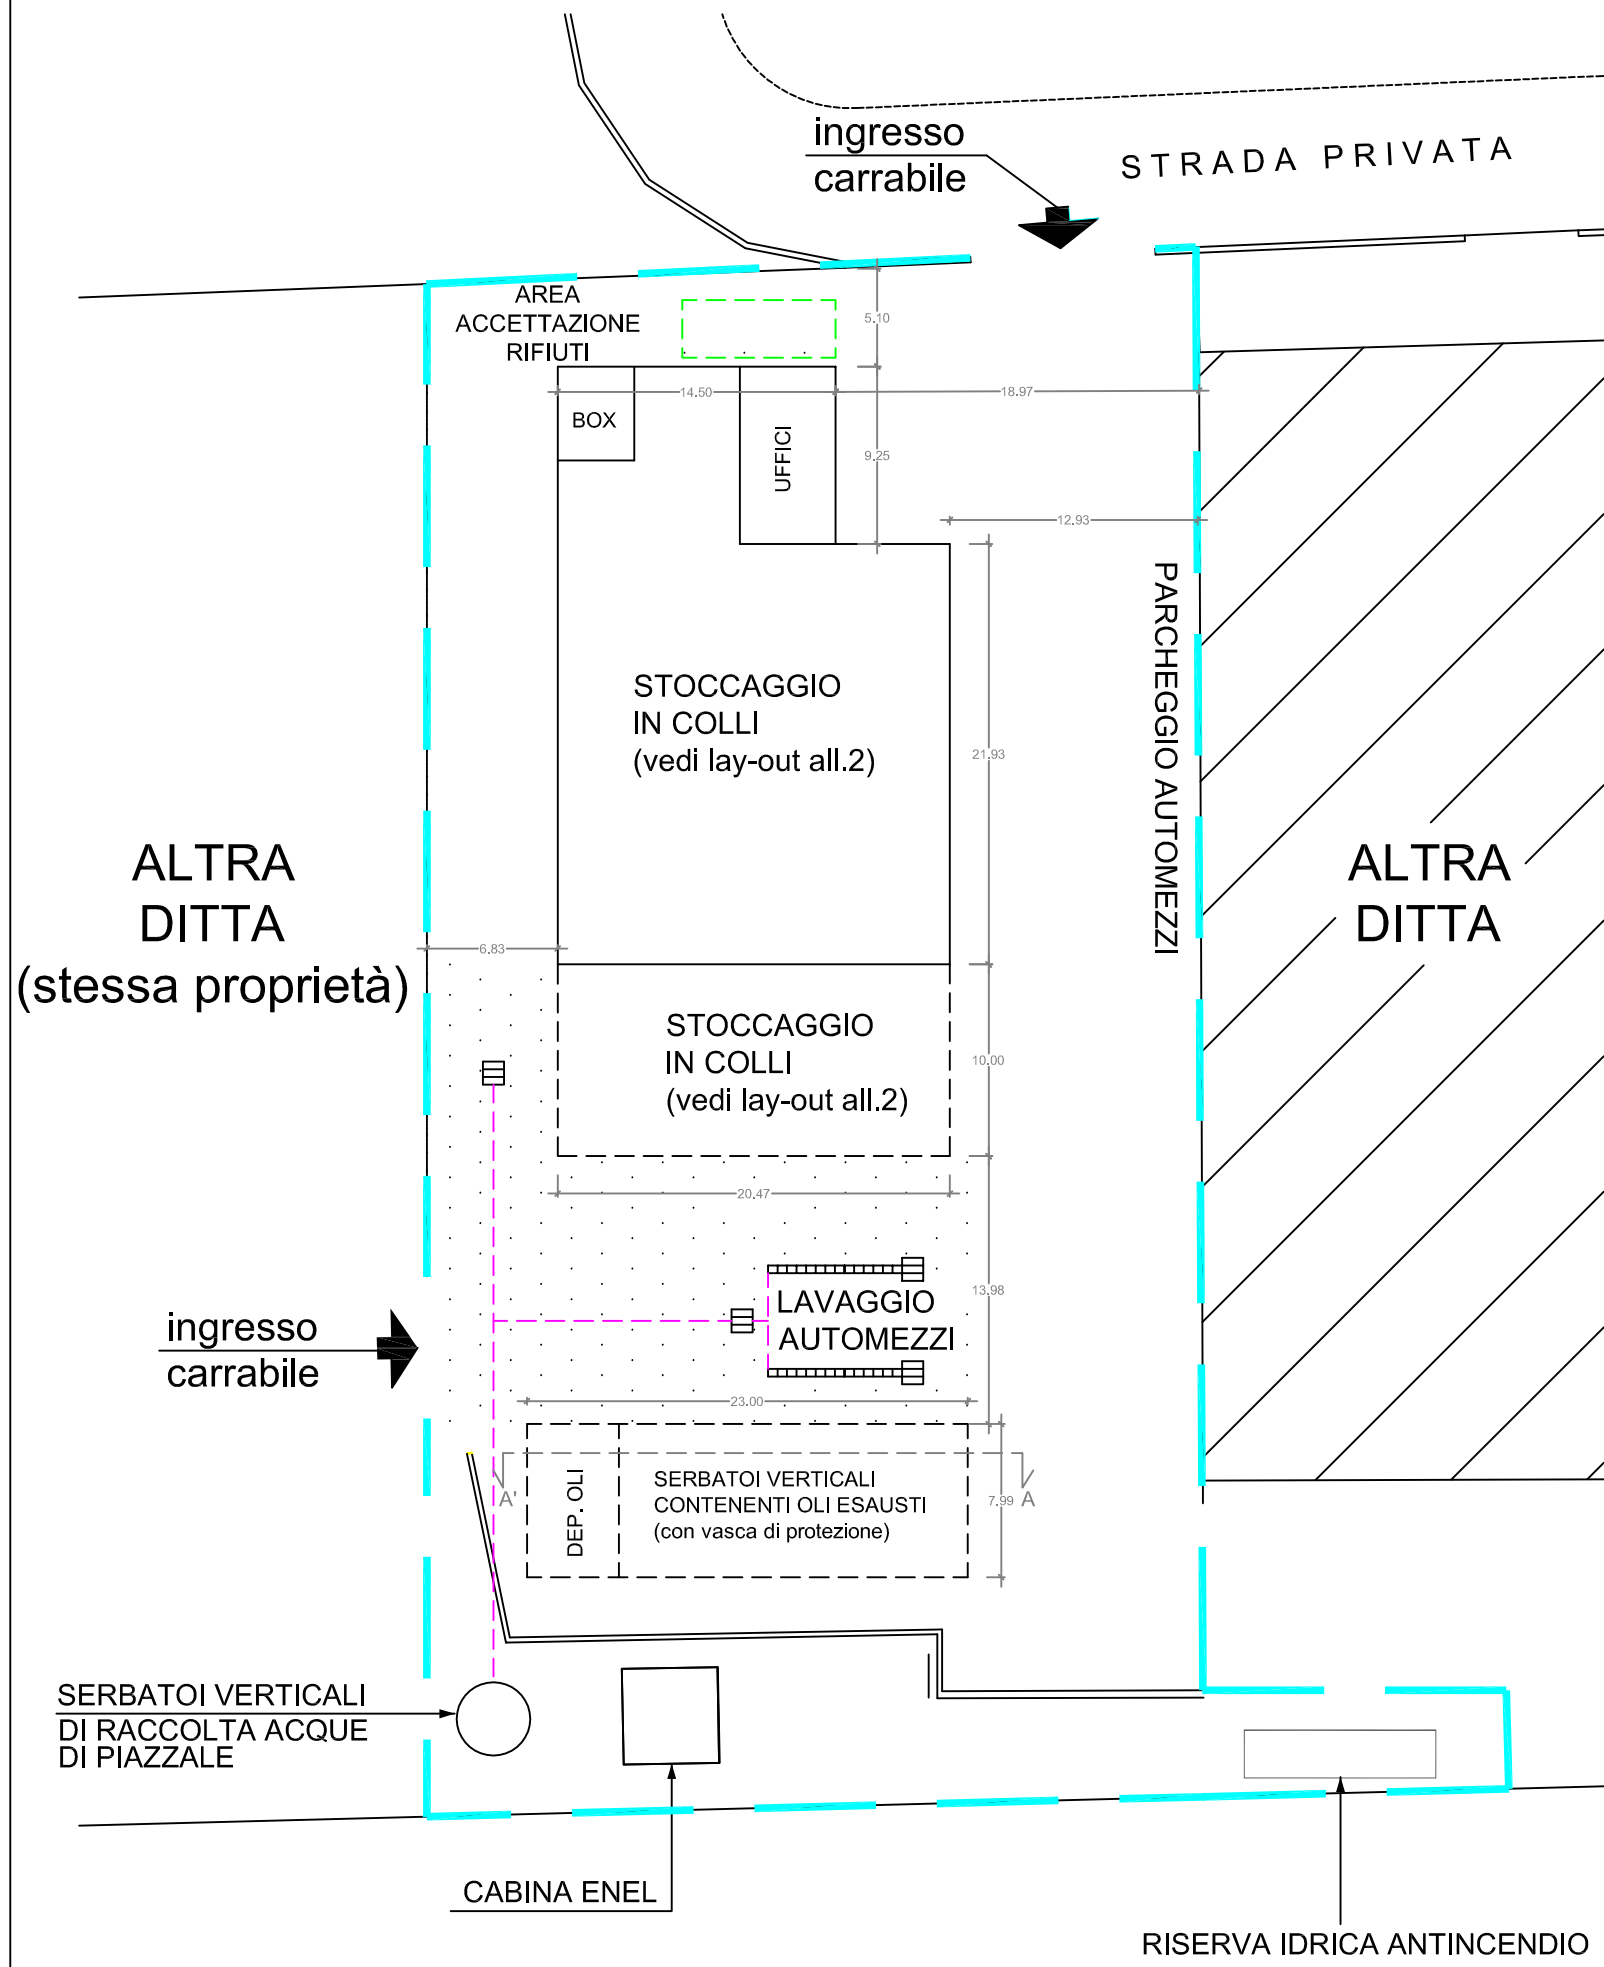 ingresso
carrabile
STRADA PRIVATA
AREA
ACCETTAZIONE
RIFIUTI
5.10
14.50
18.97
BOX
UFFICI
9.25
12.93
PARCHEGGIO AUTOMEZZI
STOCCAGGIO
IN COLLI
(vedi lay-out all.2)
21.93
ALTRA
DITTA
(stessa proprietà)
ALTRA
DITTA
6.83
STOCCAGGIO
IN COLLI
(vedi lay-out all.2)
10.00
20.47
13.98
LAVAGGIO
AUTOMEZZI
ingresso
carrabile
23.00
DEP. OLI
SERBATOI VERTICALI
CONTENENTI OLI ESAUSTI
(con vasca di protezione)
A'
7.99
A
SERBATOI VERTICALI
DI RACCOLTA ACQUE
DI PIAZZALE
CABINA ENEL
RISERVA IDRICA ANTINCENDIO